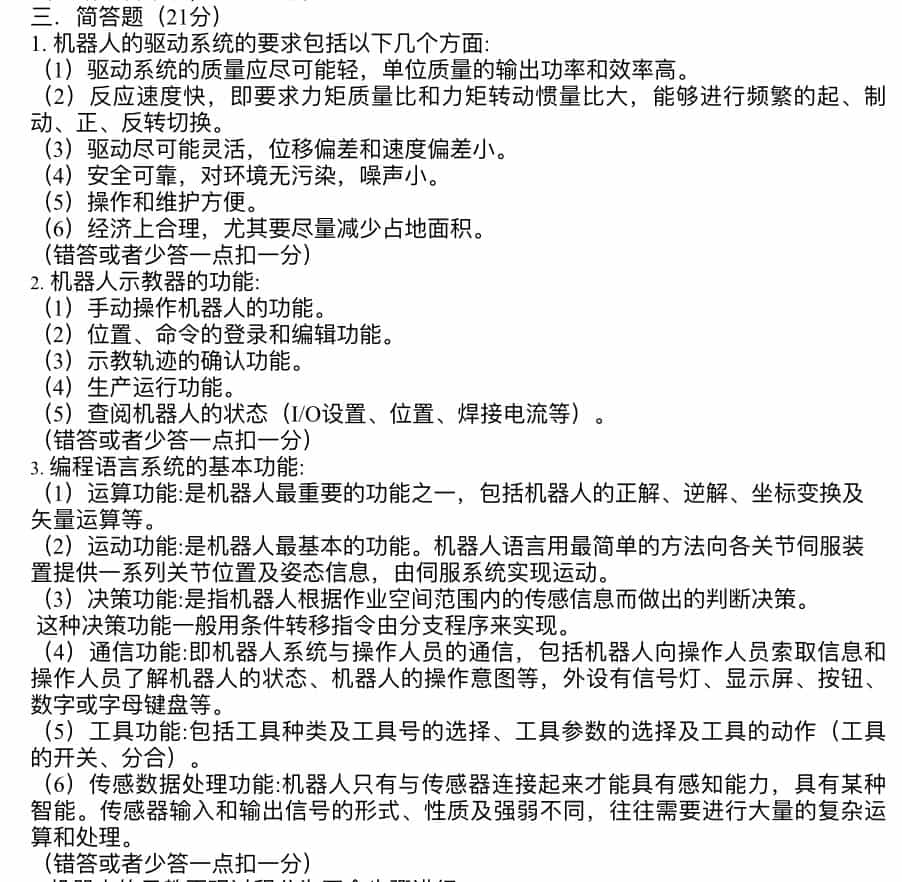 三．简答题（21分）
1. 机器人的驱动系统的要求包括以下几个方面:
（1）驱动系统的质量应尽可能轻，单位质量的输出功率和效率高。
（2）反应速度快，即要求力矩质量比和力矩转动惯量比大，能够进行频繁的起、制
动、正、反转切换。
（3）驱动尽可能灵活，位移偏差和速度偏差小。
（4）安全可靠，对环境无污染，噪声小。
（5）操作和维护方便。
（6）经济上合理，尤其要尽量减少占地面积。
（错答或者少答一点扣一分）
2. 机器人示教器的功能:
（1）手动操作机器人的功能。
（2）位置、命令的登录和编辑功能。
（3）示教轨迹的确认功能。
（4）生产运行功能。
（5）查阅机器人的状态（I/O设置、位置、焊接电流等）。
（错答或者少答一点扣一分）
3. 编程语言系统的基本功能:
（1）运算功能:是机器人最重要的功能之一，包括机器人的正解、逆解、坐标变换及
矢量运算等。
（2）运动功能:是机器人最基本的功能。机器人语言用最简单的方法向各关节伺服装
置提供一系列关节位置及姿态信息，由伺服系统实现运动。
（3）决策功能:是指机器人根据作业空间范围内的传感信息而做出的判断决策。
这种决策功能一般用条件转移指令由分支程序来实现。
（4）通信功能:即机器人系统与操作人员的通信，包括机器人向操作人员索取信息和
操作人员了解机器人的状态、机器人的操作意图等，外设有信号灯、显示屏、按钮、
数字或字母键盘等。
（5）工具功能:包括工具种类及工具号的选择、工具参数的选择及工具的动作（工具
的开关、分合）。
（6）传感数据处理功能:机器人只有与传感器连接起来才能具有感知能力，具有某种
智能。传感器输入和输出信号的形式、性质及强弱不同，往往需要进行大量的复杂运
算和处理。
（错答或者少答一点扣一分）